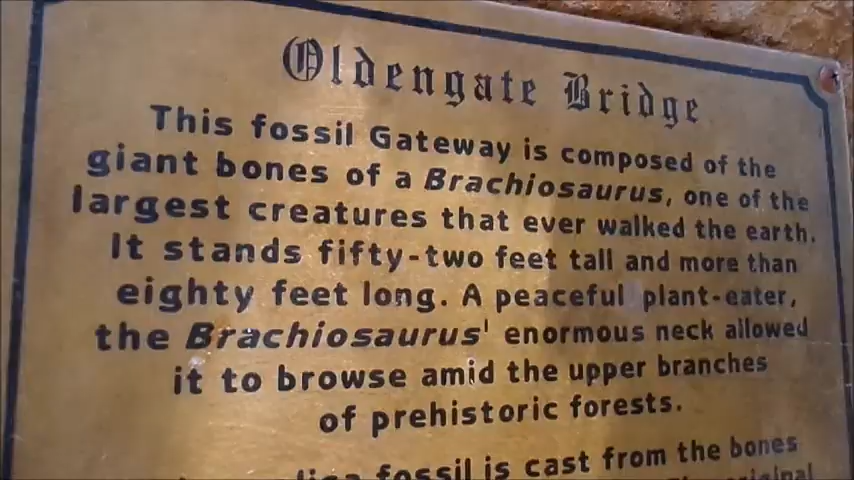 Oldengate Bridge
This fossil Gateway is composed of the
giant bones of a Brachiosaurus, one of the
largest creatures that ever walked the earth.
It stands fifty-two feet tall and more than
eighty feet long. A peaceful plant-eater,
the Brachiosaurus' enormous neck allowed
it to browse amid the upper branches
of prehistoric forests.
fossil is cast from the bones